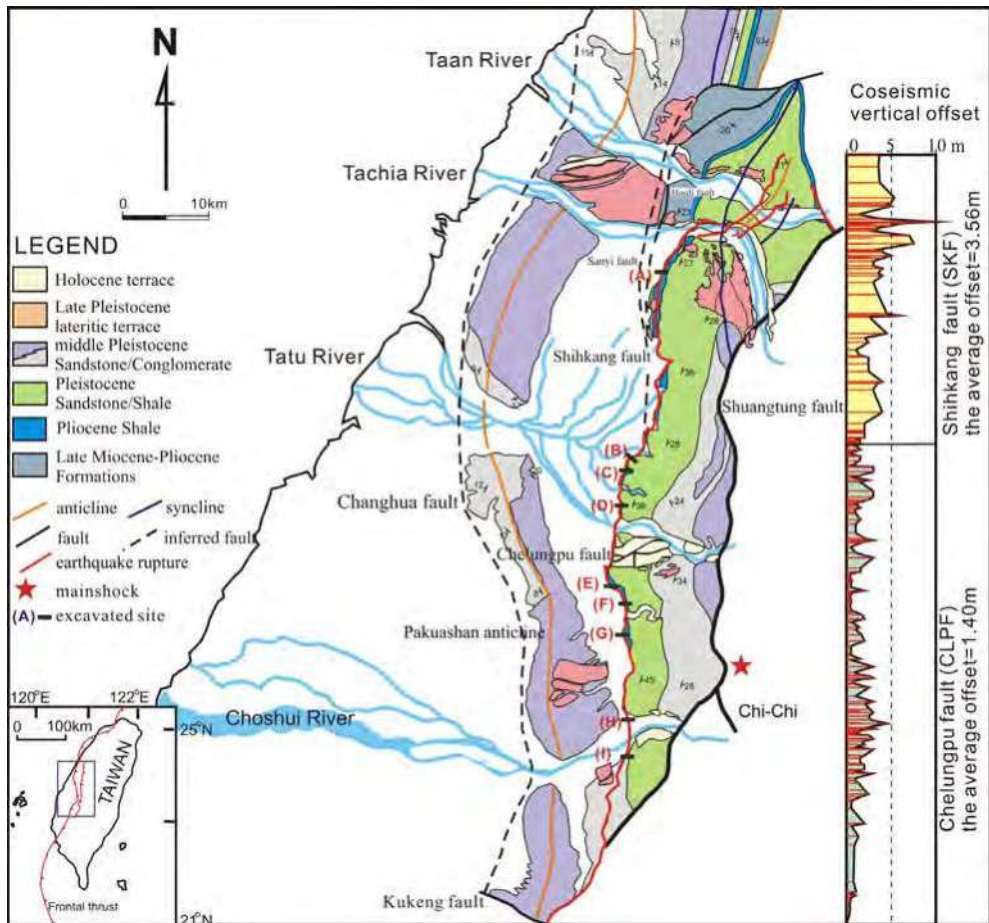 N
0 10km
Taan River
Tachia River
Tatu River
Choshui River
LEGEND
Holocene terrace
Late Pleistocene
lateritic terrace
middle Pleistocene
Sandstone/Conglomerate
Pleistocene
Sandstone/Shale
Pliocene Shale
Late Miocene-Pliocene
Formations
anticline
syncline
fault
inferred fault
earthquake rupture
mainshock
(A) excavated site
Houli fault
Sanyi fault
Shihkang fault
Shuangtung fault
Changhua fault
Chelungpu fault
Pakuashan anticline
Chi-Chi
Kukeng fault
(A)
(B)
(C)
(D)
(E)
(F)
(G)
(H)
(I)
120°E 122°E
0 100km
25°N
TAIWAN
Frontal thrust
21°N
Coseismic
vertical offset
0 5 10 m
Shihkang fault (SKF)
the average offset=3.56m
Chelungpu fault (CLPF)
the average offset=1.40m